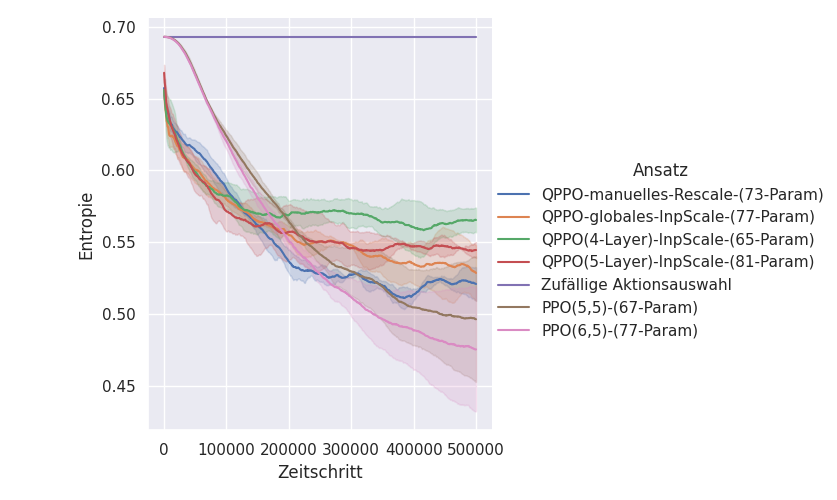 0.70
0.65
0.60
0.55
0.50
0.45
Entropie
0 100000 200000 300000 400000 500000
Zeitschritt
Ansatz
QPPO-manuelles-Rescale-(73-Param)
QPPO-globales-InpScale-(77-Param)
QPPO(4-Layer)-InpScale-(65-Param)
QPPO(5-Layer)-InpScale-(81-Param)
Zufällige Aktionsauswahl
PPO(5,5)-(67-Param)
PPO(6,5)-(77-Param)